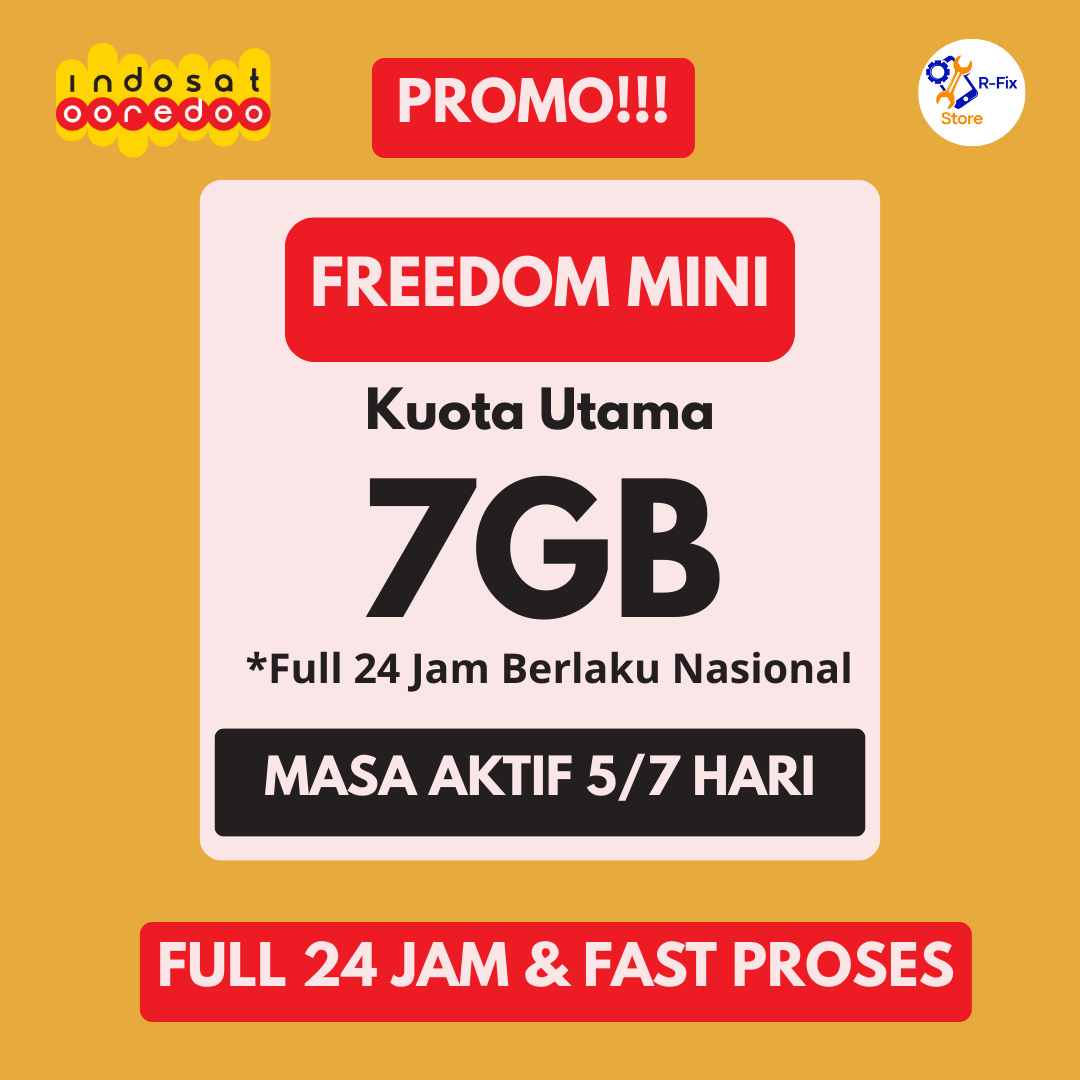 indosat
ooredoo
PROMO!!!
R-Fix
Store
FREEDOM MINI
Kuota Utama
7GB
*Full 24 Jam Berlaku Nasional
MASA AKTIF 5/7 HARI
FULL 24 JAM & FAST PROSES